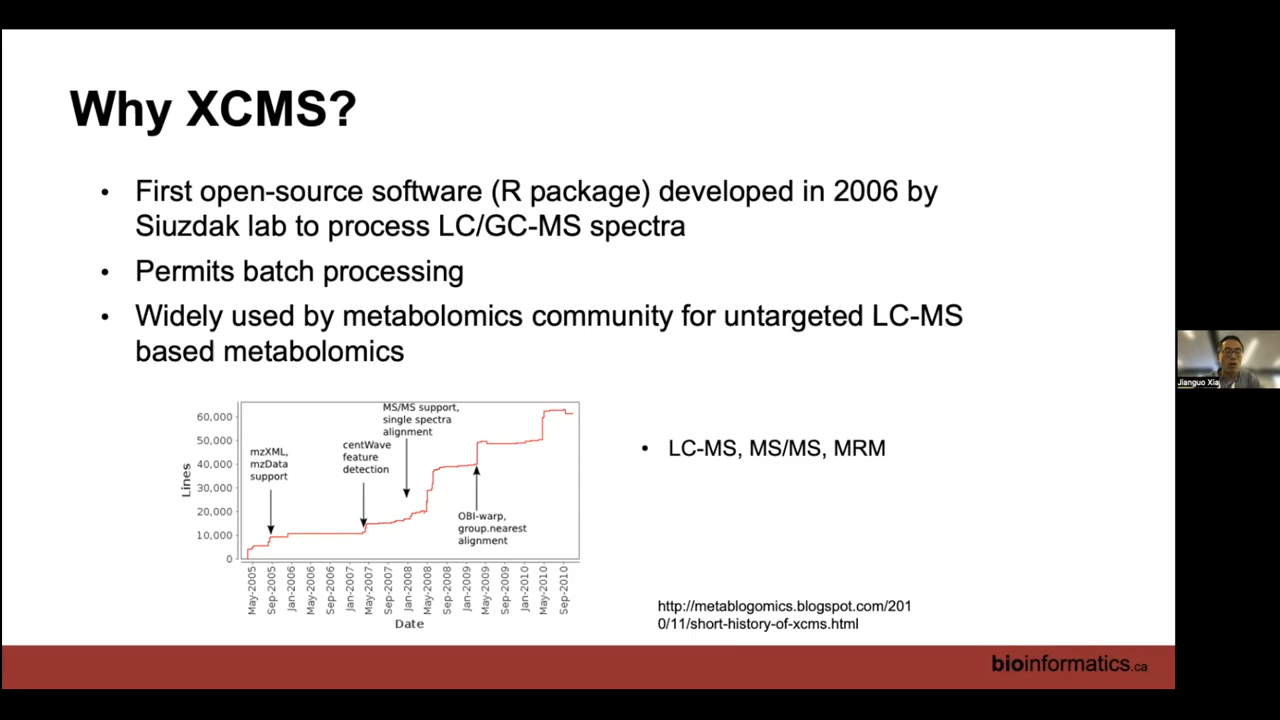 Why XCMS?
• First open-source software (R package) developed in 2006 by
Siuzdak lab to process LC/GC-MS spectra
• Permits batch processing
• Widely used by metabolomics community for untargeted LC-MS
based metabolomics
60,000
50,000
40,000
30,000
20,000
10,000
0
Lines
mzXML,
mzData
support
centWave
feature
detection
MS/MS support,
single spectra
alignment
OBI-warp,
group.nearest
alignment
May-2005
Sep-2005
Jan-2006
May-2006
Sep-2006
Jan-2007
May-2007
Sep-2007
Jan-2008
May-2008
Sep-2008
Jan-2009
May-2009
Sep-2009
Jan-2010
May-2010
Sep-2010
Date
• LC-MS, MS/MS, MRM
http://metablogomics.blogspot.com/201
0/11/short-history-of-xcms.html
bioinformatics.ca
Jianguo Xia